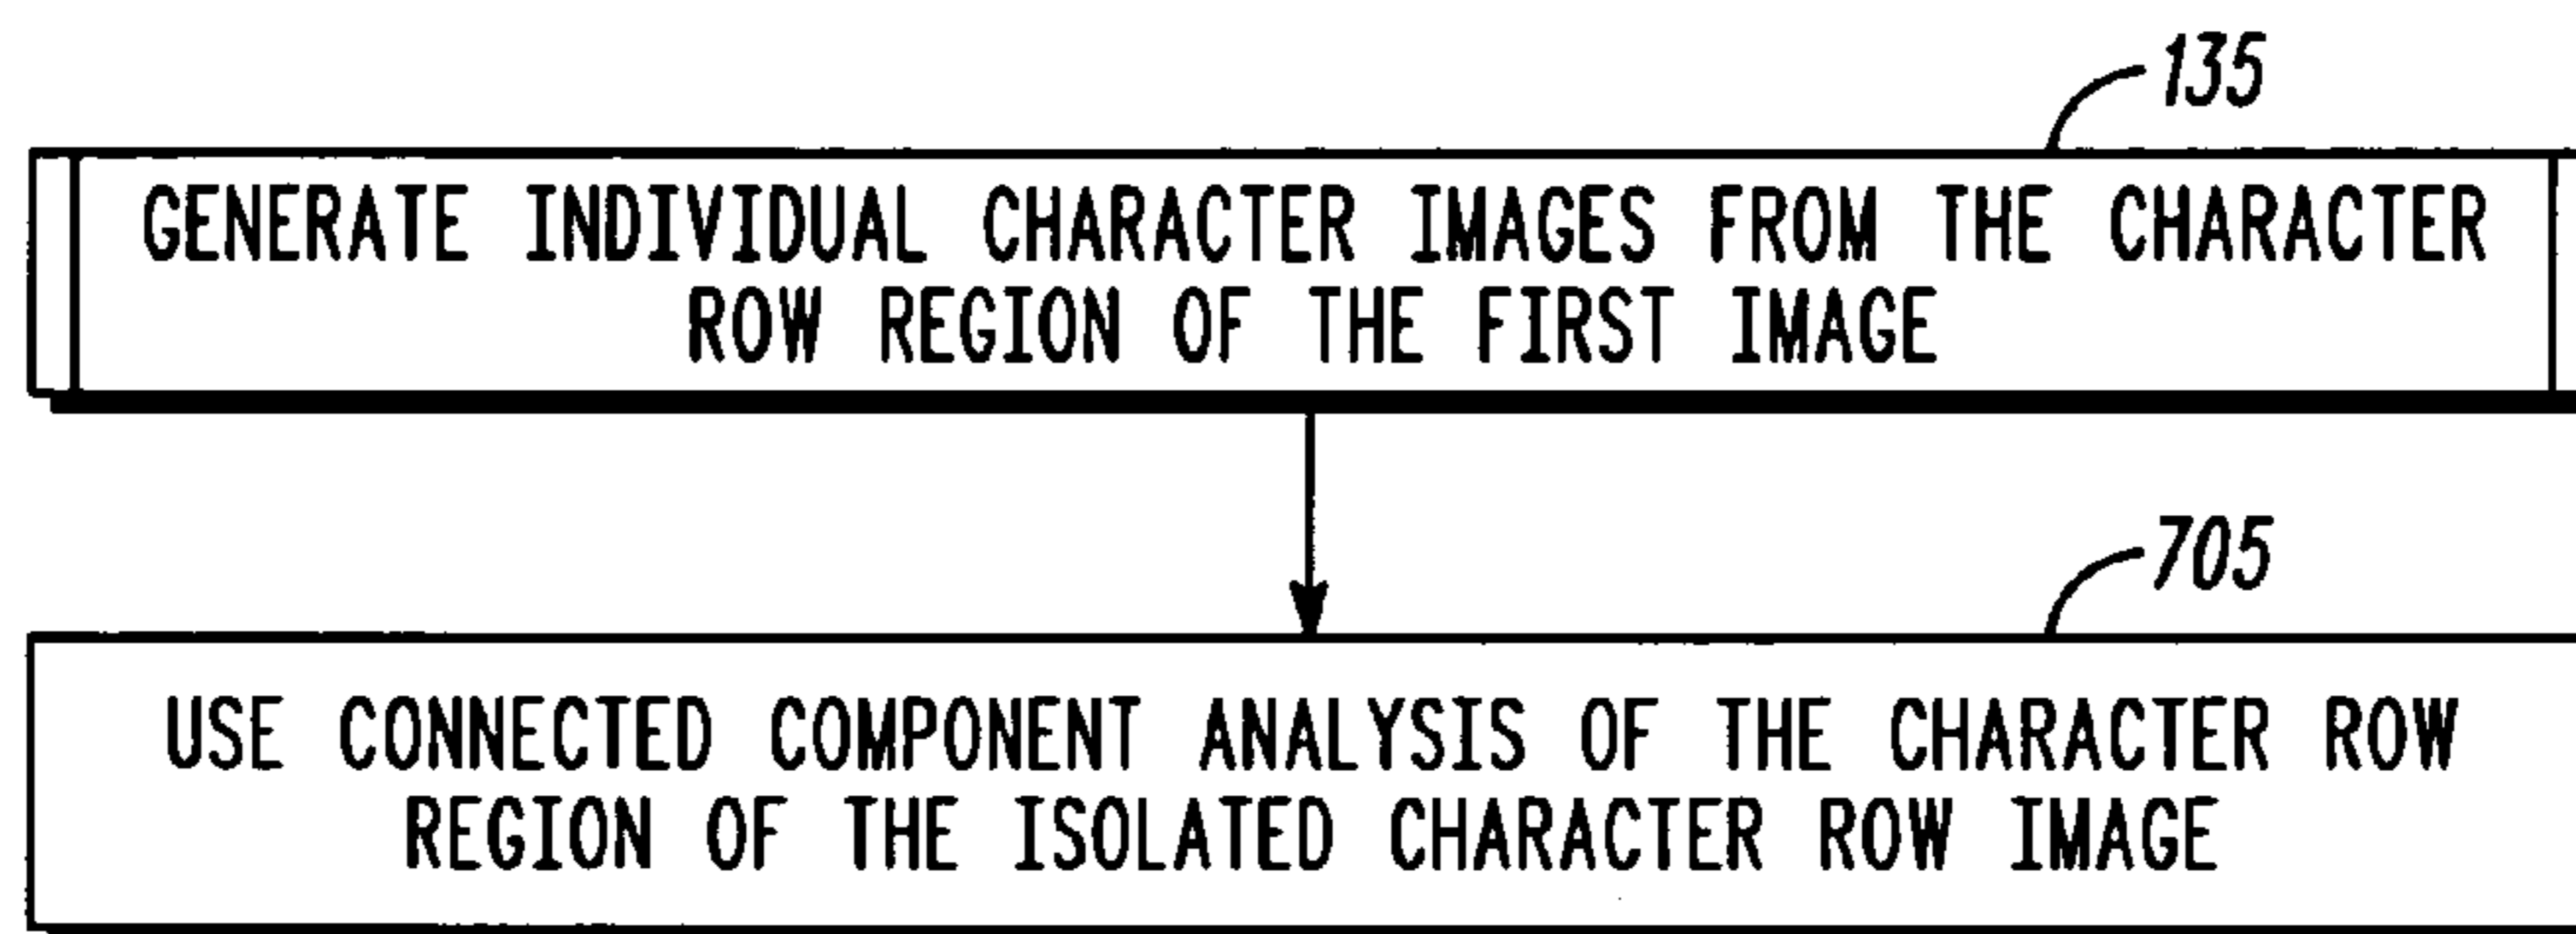 135
GENERATE INDIVIDUAL CHARACTER IMAGES FROM THE CHARACTER
ROW REGION OF THE FIRST IMAGE
705
USE CONNECTED COMPONENT ANALYSIS OF THE CHARACTER ROW
REGION OF THE ISOLATED CHARACTER ROW IMAGE